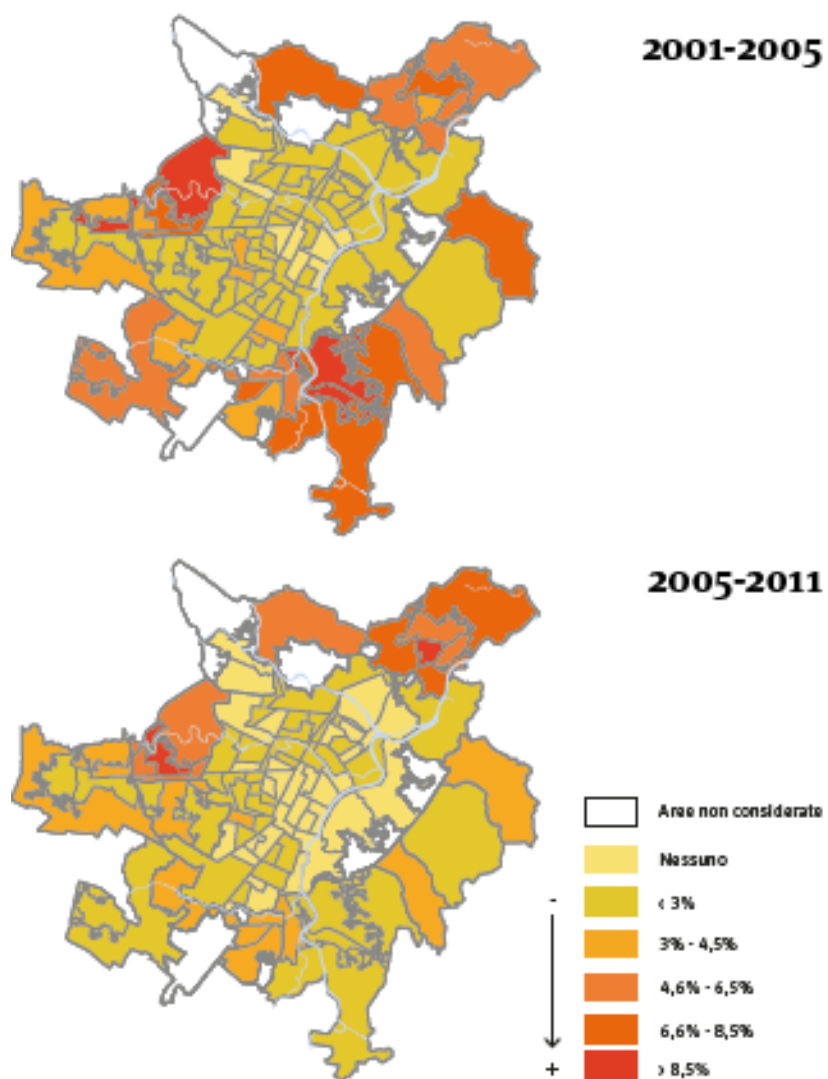 2001-2005
2005-2011
Aree non considerate
Nessuno
-
< 3%
3% - 4,5%
4,6% - 6,5%
6,6% - 8,5%
+
> 8,5%